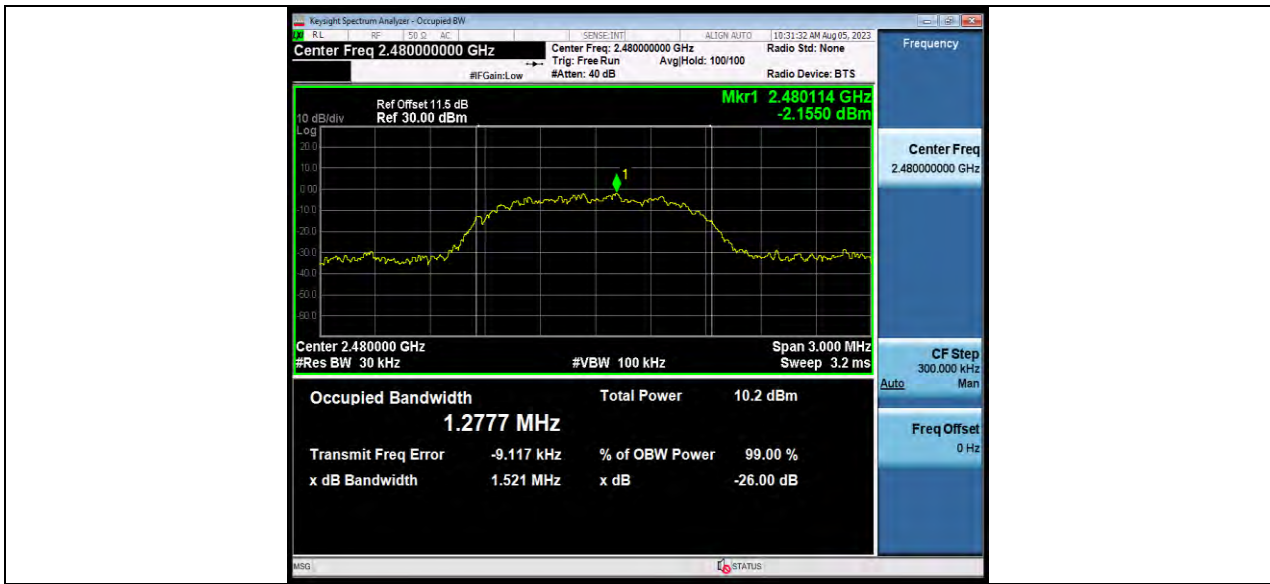 Keysight Spectrum Analyzer - Occupied BW
RL RF 50 Ω AC SENSE:INT ALIGN AUTO 10:31:32 AM Aug 05, 2023
Center Freq 2.480000000 GHz
Center Freq: 2.480000000 GHz Radio Std: None
Trig: Free Run Avg|Hold: 100/100
#IFGain:Low #Atten: 40 dB Radio Device: BTS
Frequency
Mkr1 2.480114 GHz
-2.1550 dBm
Ref Offset 11.5 dB
10 dB/div Ref 30.00 dBm
Log
20.0
10.0
0.00
-10.0
-20.0
-30.0
-40.0
-50.0
-60.0
1
Center 2.480000 GHz Span 3.000 MHz
#Res BW 30 kHz #VBW 100 kHz Sweep 3.2 ms
Occupied Bandwidth Total Power 10.2 dBm
1.2777 MHz
Transmit Freq Error -9.117 kHz % of OBW Power 99.00 %
x dB Bandwidth 1.521 MHz x dB -26.00 dB
Center Freq
2.480000000 GHz
CF Step
300.000 kHz
Auto Man
Freq Offset
0 Hz
MSG STATUS